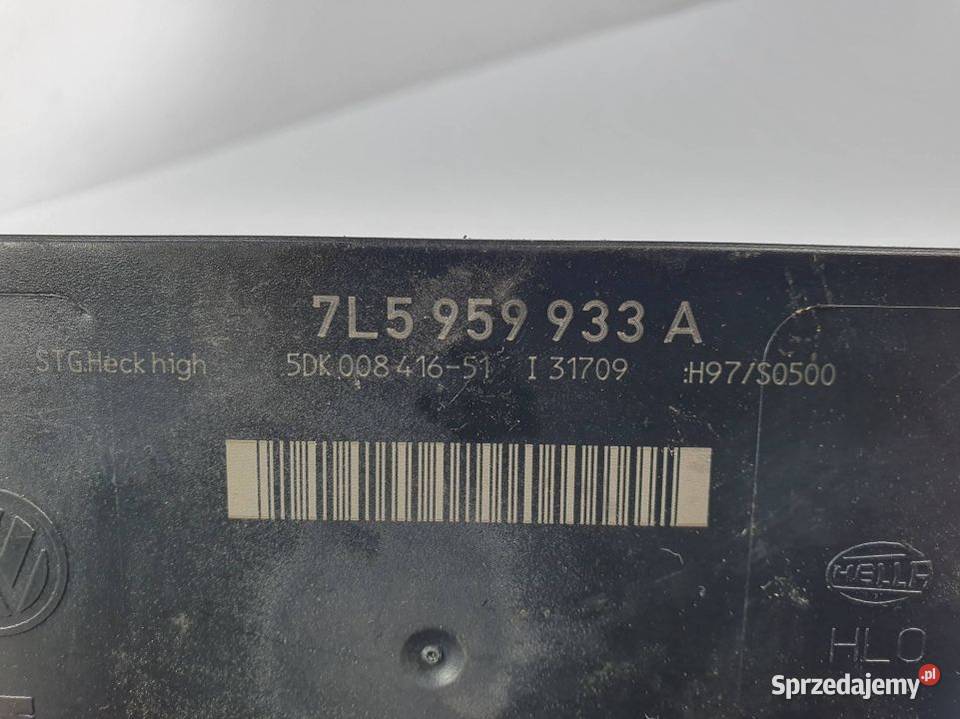 7L5 959 933 A
STG.Heck high 5DK 008 416-51 I 31709 :H97/S0500
HELLA
HLO
Sprzedajemy.pl